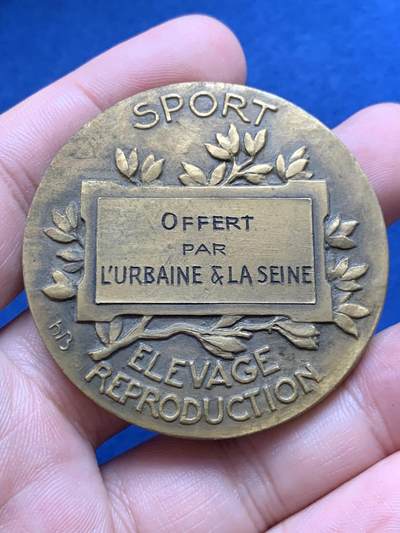 SPORT
OFFERT
PAR
L'URBAINE & LA SEINE
ELEVAGE
REPRODUCTION